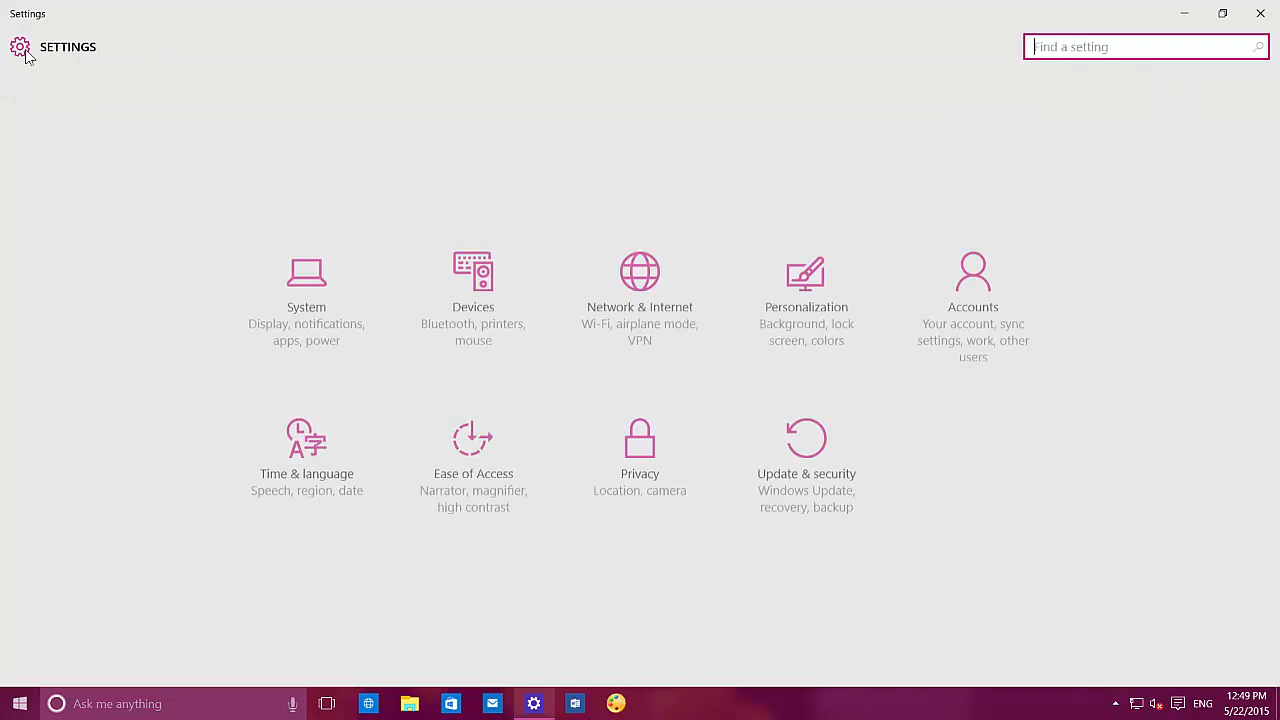 Settings
SETTINGS
Find a setting
System
Display, notifications,
apps, power
Devices
Bluetooth, printers,
mouse
Network & Internet
Wi-Fi, airplane mode,
VPN
Personalization
Background, lock
screen, colors
Accounts
Your account, sync
settings, work, other
users
Time & language
Speech, region, date
Ease of Access
Narrator, magnifier,
high contrast
Privacy
Location, camera
Update & security
Windows Update,
recovery, backup
Ask me anything
ENG
12:49 PM
5/22/2015